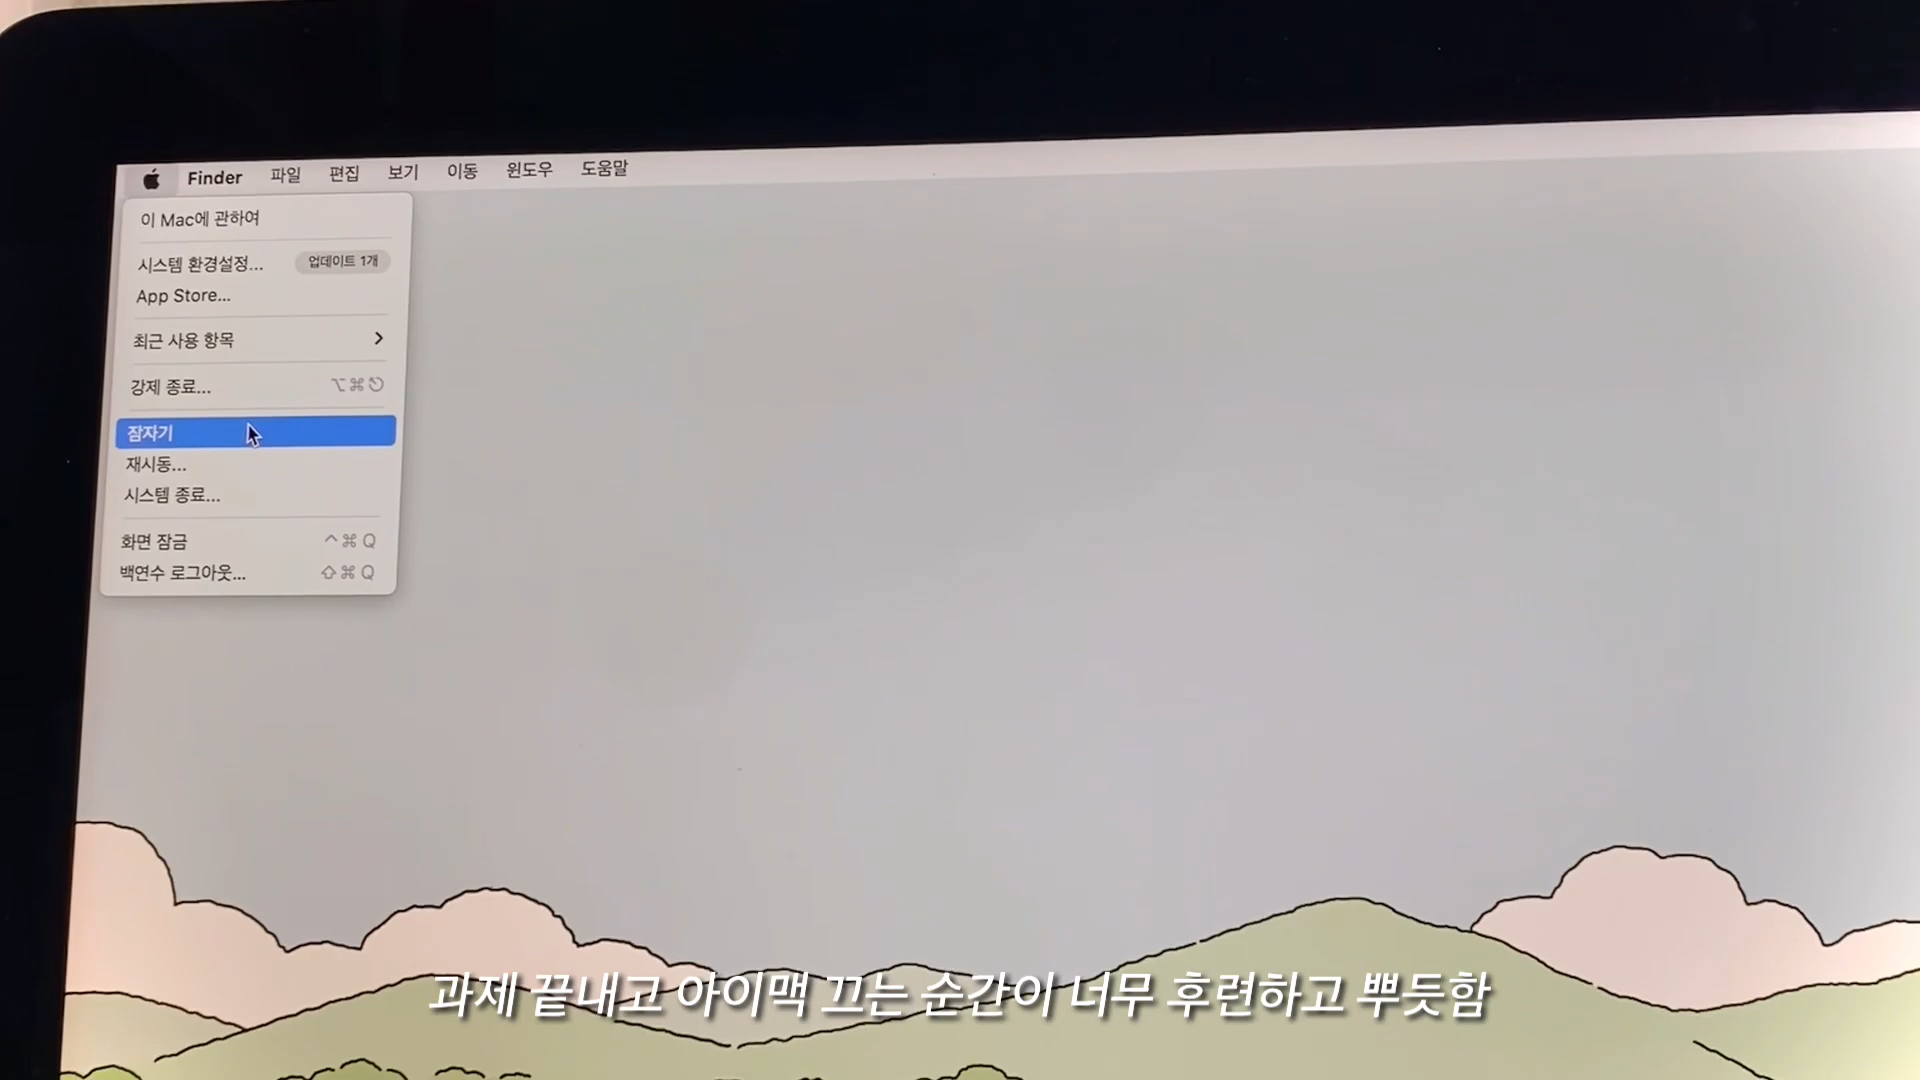 Finder 파일 편집 보기 이동 윈도우 도움말
이 Mac에 관하여
시스템 환경설정... 업데이트 1개
App Store...
최근 사용 항목
강제 종료... ⌥⌘⎋
잠자기
재시동...
시스템 종료...
화면 잠금 ^⌘Q
백연수 로그아웃... ⇧⌘Q
과제 끝내고 아이맥 끄는 순간이 너무 후련하고 뿌듯함